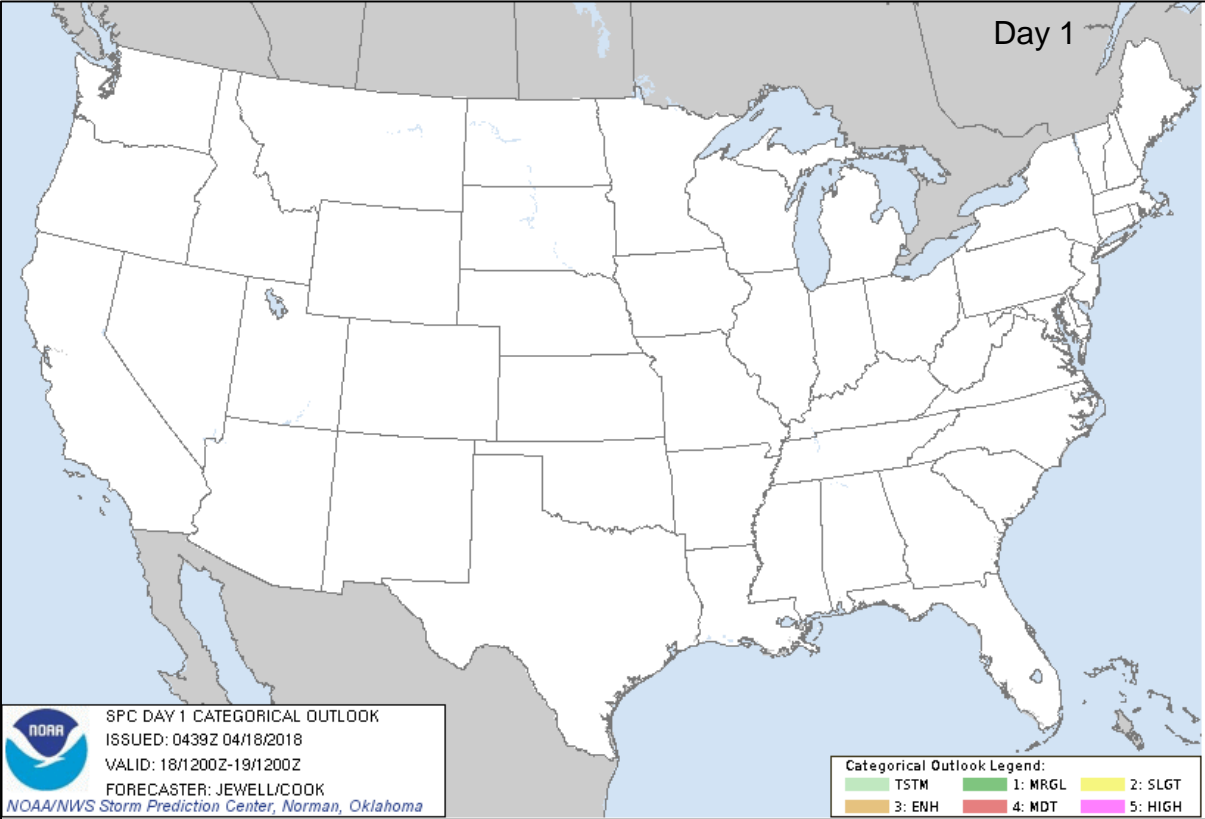 Day 1
NOAA
SPC DAY 1 CATEGORICAL OUTLOOK
ISSUED: 0439Z 04/18/2018
VALID: 18/1200Z-19/1200Z
FORECASTER: JEWELL/COOK
NOAA/NWS Storm Prediction Center, Norman, Oklahoma
Categorical Outlook Legend:
TSTM 1: MRGL 2: SLGT
3: ENH 4: MDT 5: HIGH